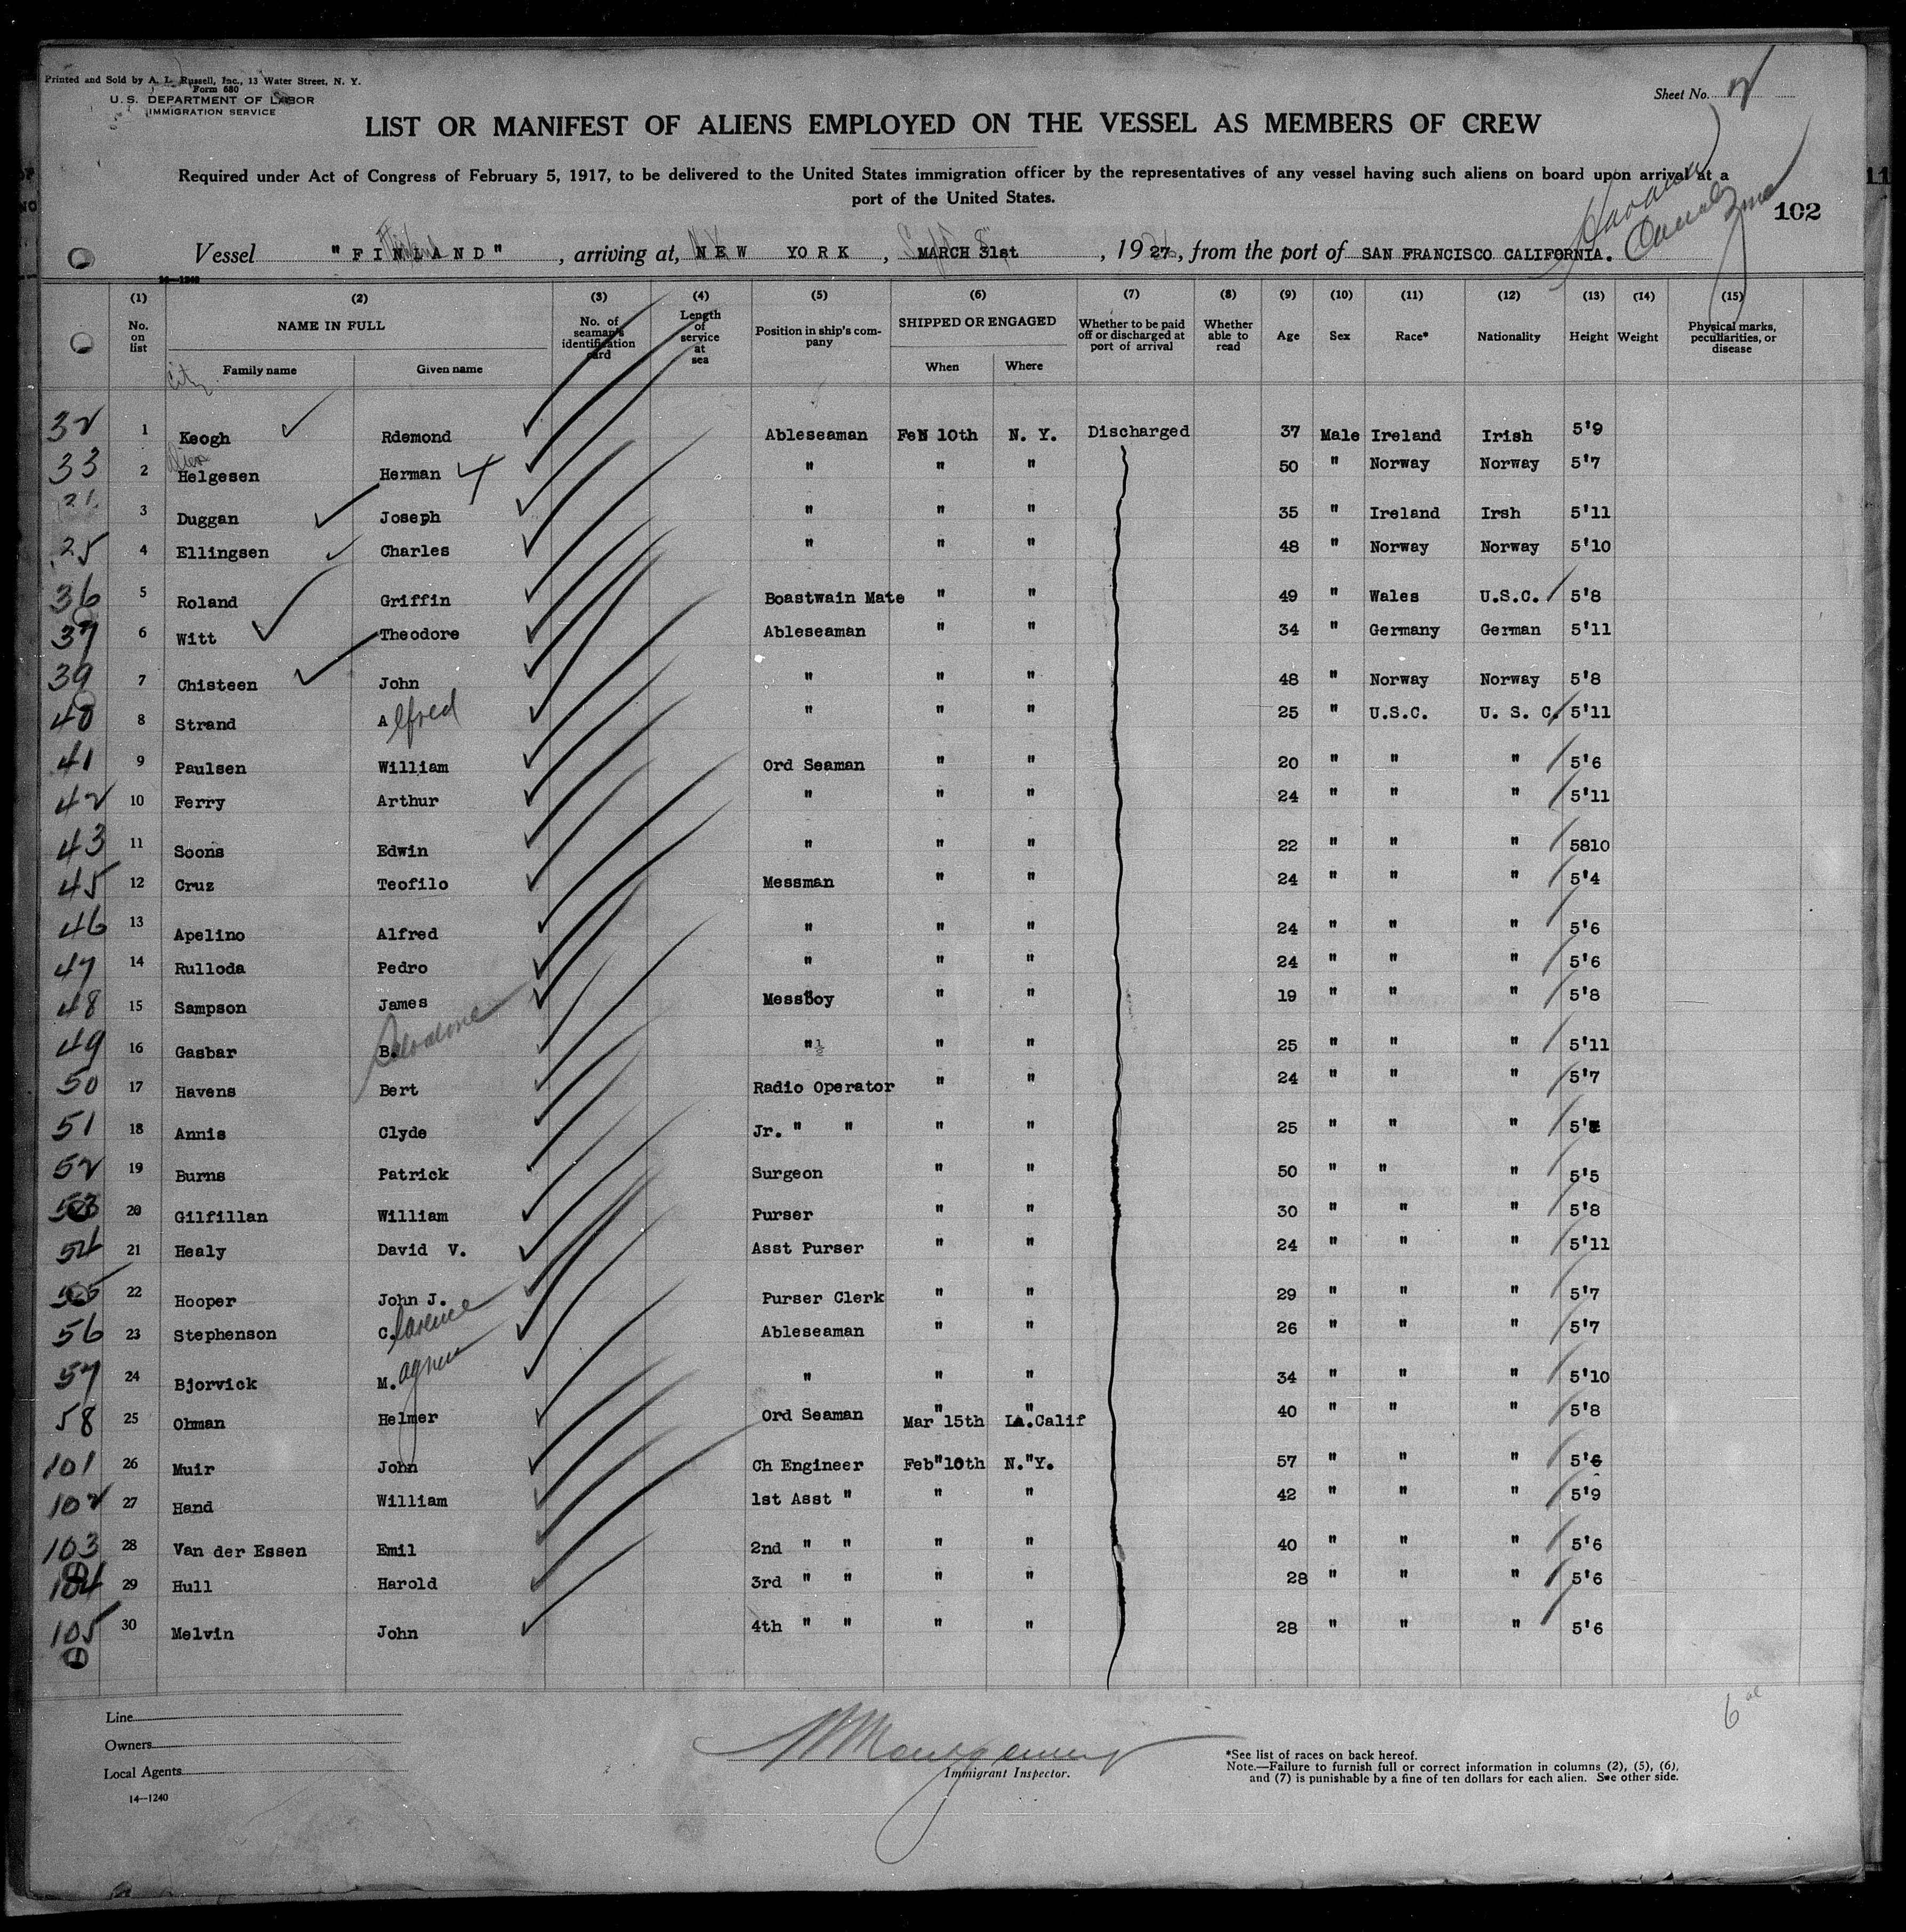 Printed and Sold by A. L. Russell, Inc., 13 Water Street, N. Y.
Form 680
U. S. DEPARTMENT OF LABOR
IMMIGRATION SERVICE
Sheet No. 2
LIST OR MANIFEST OF ALIENS EMPLOYED ON THE VESSEL AS MEMBERS OF CREW
Required under Act of Congress of February 5, 1917, to be delivered to the United States immigration officer by the representatives of any vessel having such aliens on board upon arrival at a
port of the United States.
102
Havana
Canal Zone
Vessel "FINLAND", arriving at, NEW YORK, MARCH 31st, 1927, from the port of SAN FRANCISCO CALIFORNIA.
14—1240
(1) (2) (3) (4) (5) (6) (7) (8) (9) (10) (11) (12) (13) (14) (15)
No. on list NAME IN FULL No. of seaman's identification card Length of service at sea Position in ship's company SHIPPED OR ENGAGED Whether to be paid off or discharged at port of arrival Whether able to read Age Sex Race* Nationality Height Weight Physical marks, peculiarities, or disease
Family name Given name When Where
City
32 1 Keogh Rdemond Ableseaman FeN 10th N. Y. Discharged 37 Male Ireland Irish 5'9
alien
33 2 Helgesen Herman " " " 50 " Norway Norway 5'7
3 Duggan Joseph " " " 35 " Ireland Irsh 5'11
25 4 Ellingsen Charles " " " 48 " Norway Norway 5'10
36 5 Roland Griffin Boastwain Mate " " 49 " Wales U.S.C. 5'8
37 6 Witt Theodore Ableseaman " " 34 " Germany German 5'11
39 7 Chisteen John " " " 48 " Norway Norway 5'8
40 8 Strand Alfred " " " 25 " U.S.C. U. S. C. 5'11
41 9 Paulsen William Ord Seaman " " 20 " " " 5'6
42 10 Ferry Arthur " " " 24 " " " 5'11
43 11 Soons Edwin " " " 22 " " " 5810
45 12 Cruz Teofilo Messman " " 24 " " " 5'4
46 13 Apelino Alfred " " " 24 " " " 5'6
47 14 Rulloda Pedro " " " 24 " " " 5'6
48 15 Sampson James Messboy " " 19 " " " 5'8
49 16 Gasbar B. " ½ " " 25 " " " 5'11
50 17 Havens Bert Radio Operator " " 24 " " " 5'7
51 18 Annis Clyde Jr. " " " " 25 " " "
52 19 Burns Patrick Surgeon " " 50 " " " 5'5
53 20 Gilfillan William Purser " " 30 " " " 5'8
54 21 Healy David V. Asst Purser " " 24 " " " 5'11
55 22 Hooper John J. Purser Clerk " " 29 " " " 5'7
56 23 Stephenson Clarence Ableseaman " " 26 " " " 5'7
57 24 Bjorvick M. " " " 34 " " " 5'10
58 25 Ohman Helmer Ord Seaman " Mar 15th " LA.Calif 40 " " " 5'8
101 26 Muir John Ch Engineer Feb"10th N."Y. 57 " " " 5'6
102 27 Hand William 1st Asst " " " 42 " " " 5'9
103 28 Van der Essen Emil 2nd " " " " 40 " " " 5'6
104 29 Hull Harold 3rd " " " " 28 " " " 5'6
105 30 Melvin John 4th " " " " 28 " " " 5'6
Line
Owners
Local Agents
14—1240
Montgomery
Immigrant Inspector.
*See list of races on back hereof.
Note.—Failure to furnish full or correct information in columns (2), (5), (6),
and (7) is punishable by a fine of ten dollars for each alien. See other side.